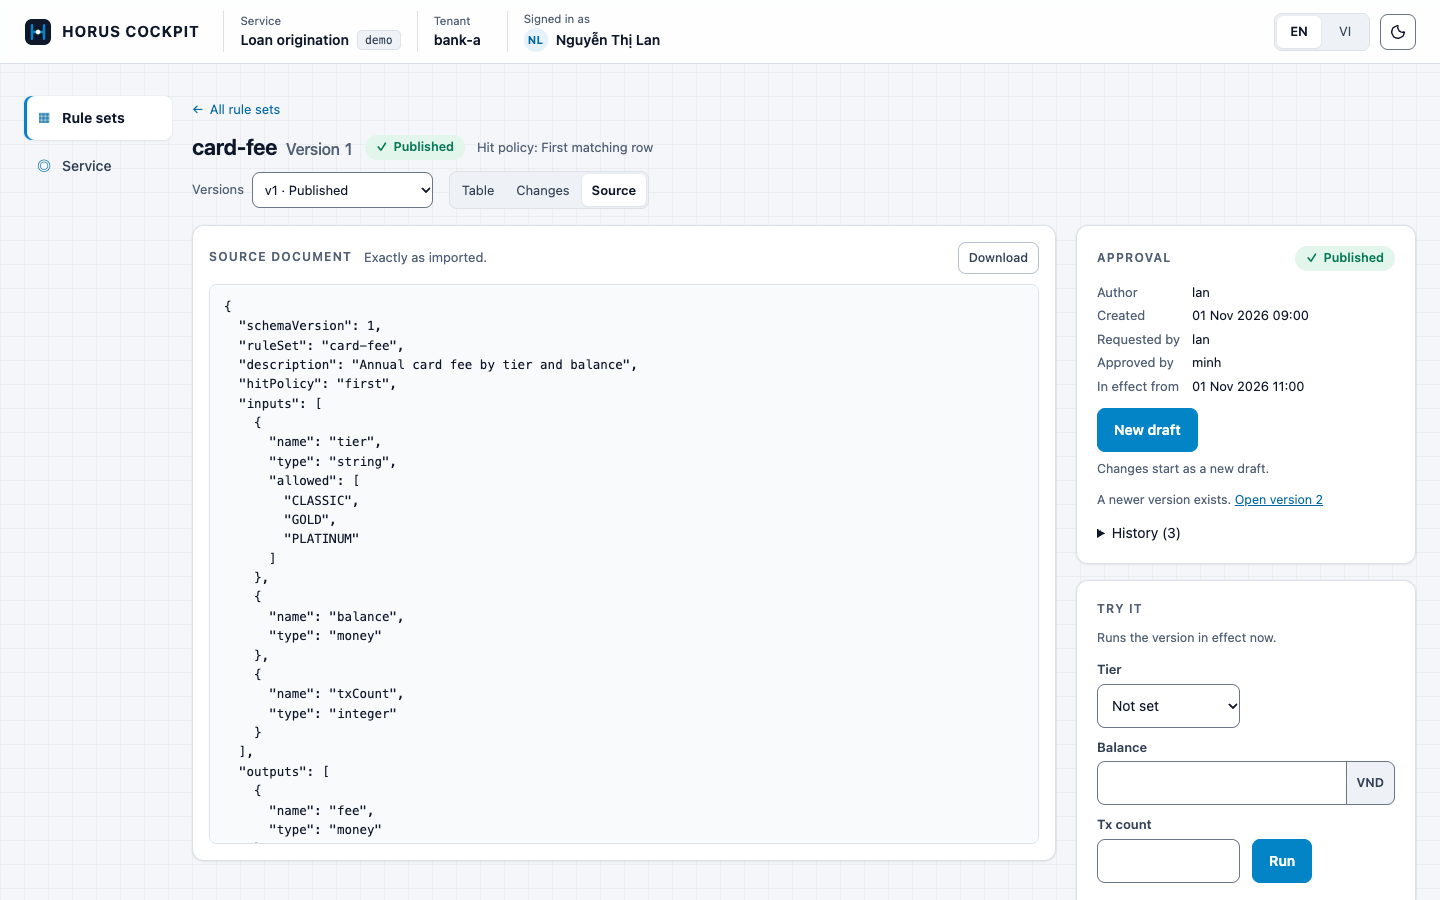 HORUS COCKPIT
Service
Loan origination demo
Tenant
bank-a
Signed in as
NL Nguyễn Thị Lan
EN VI
Rule sets
Service
← All rule sets
card-fee Version 1 ✓ Published Hit policy: First matching row
Versions v1 · Published Table Changes Source
SOURCE DOCUMENT Exactly as imported. Download
{
"schemaVersion": 1,
"ruleSet": "card-fee",
"description": "Annual card fee by tier and balance",
"hitPolicy": "first",
"inputs": [
{
"name": "tier",
"type": "string",
"allowed": [
"CLASSIC",
"GOLD",
"PLATINUM"
]
},
{
"name": "balance",
"type": "money"
},
{
"name": "txCount",
"type": "integer"
}
],
"outputs": [
{
"name": "fee",
"type": "money"
APPROVAL ✓ Published
Author lan
Created 01 Nov 2026 09:00
Requested by lan
Approved by minh
In effect from 01 Nov 2026 11:00
New draft
Changes start as a new draft.
A newer version exists. Open version 2
▶ History (3)
TRY IT
Runs the version in effect now.
Tier
Not set
Balance
VND
Tx count
Run